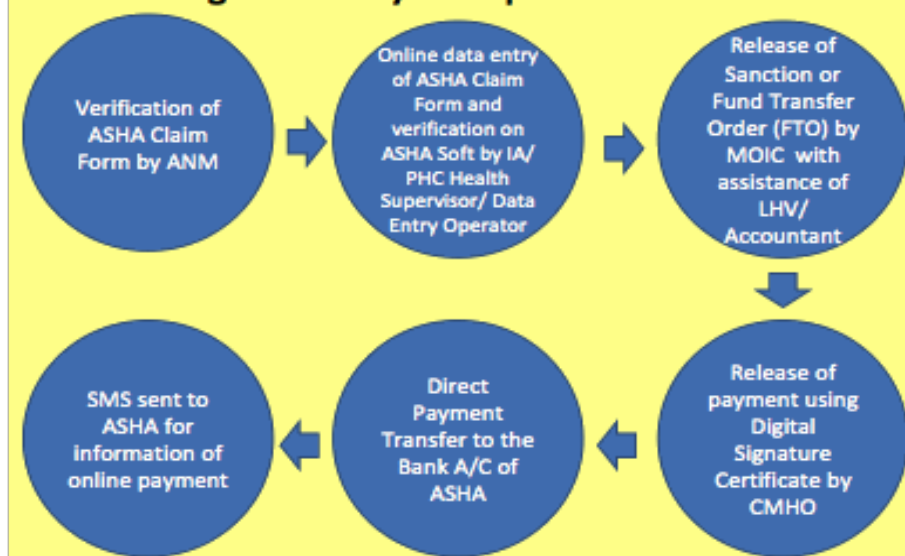 Verification of
ASHA Claim
Form by ANM
Online data entry
of ASHA Claim
Form and
verification on
ASHA Soft by IA/
PHC Health
Supervisor/ Data
Entry Operator
Release of
Sanction or
Fund Transfer
Order (FTO) by
MOIC with
assistance of
LHV/
Accountant
Release of
payment using
Digital
Signature
Certificate by
CMHO
Direct
Payment
Transfer to the
Bank A/C of
ASHA
SMS sent to
ASHA for
information of
online payment